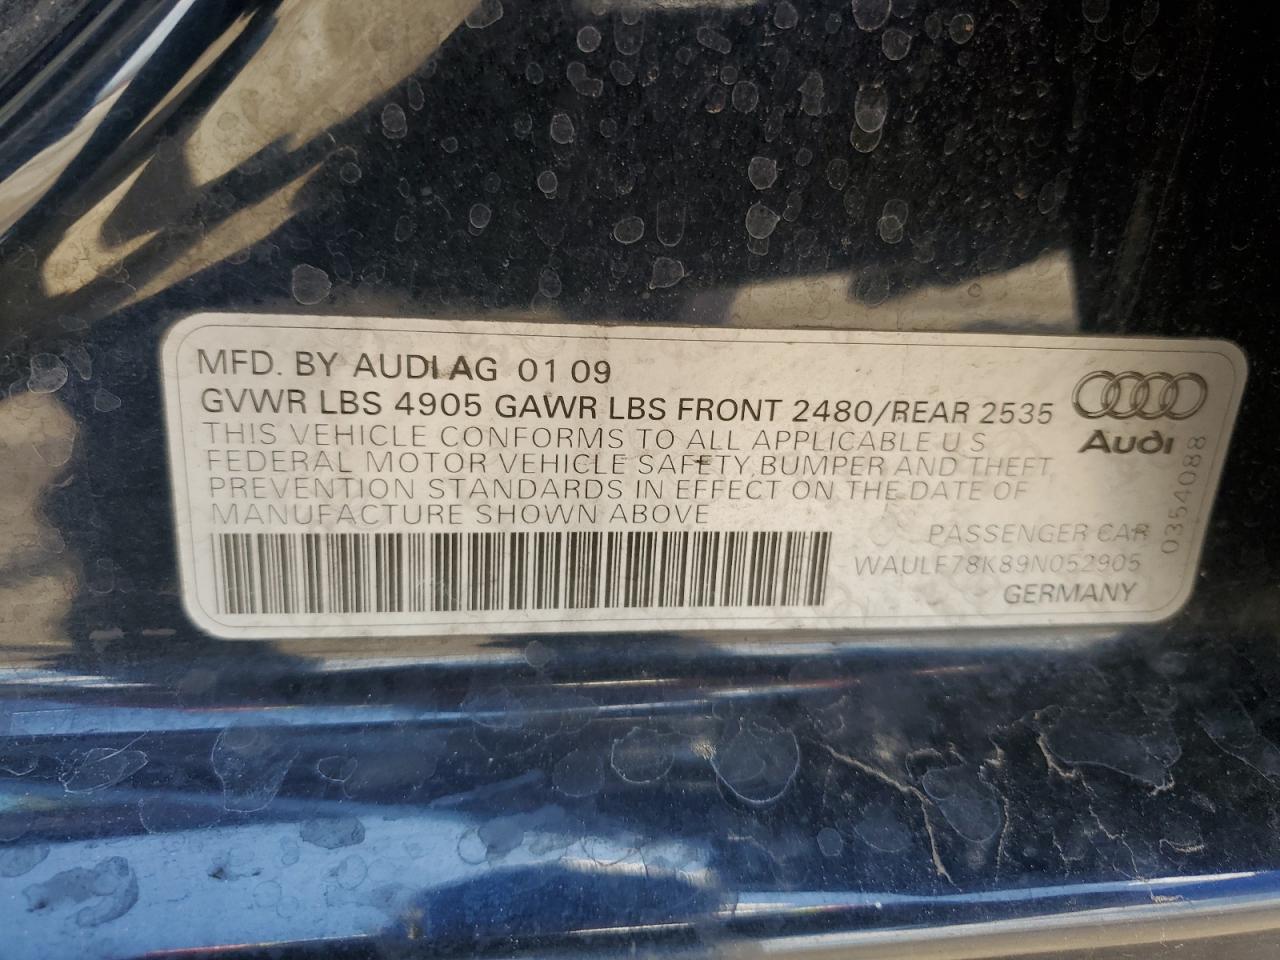 MFD. BY AUDI AG 01 09
GVWR LBS 4905 GAWR LBS FRONT 2480/REAR 2535
THIS VEHICLE CONFORMS TO ALL APPLICABLE U S
FEDERAL MOTOR VEHICLE SAFETY, BUMPER AND THEFT
PREVENTION STANDARDS IN EFFECT ON THE DATE OF
MANUFACTURE SHOWN ABOVE
Audi
0354088
PASSENGER CAR
WAULF78K89N052905
GERMANY